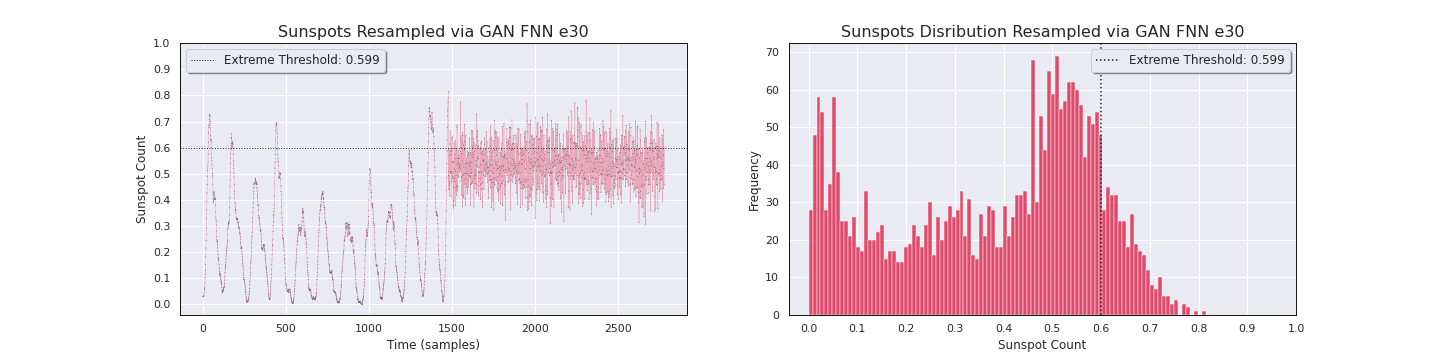 Sunspots Resampled via GAN FNN e30
Extreme Threshold: 0.599
Sunspot Count
1.0
0.9
0.8
0.7
0.6
0.5
0.4
0.3
0.2
0.1
0.0
0 500 1000 1500 2000 2500
Time (samples)
Sunspots Disribution Resampled via GAN FNN e30
Extreme Threshold: 0.599
Frequency
70
60
50
40
30
20
10
0
0.0 0.1 0.2 0.3 0.4 0.5 0.6 0.7 0.8 0.9 1.0
Sunspot Count